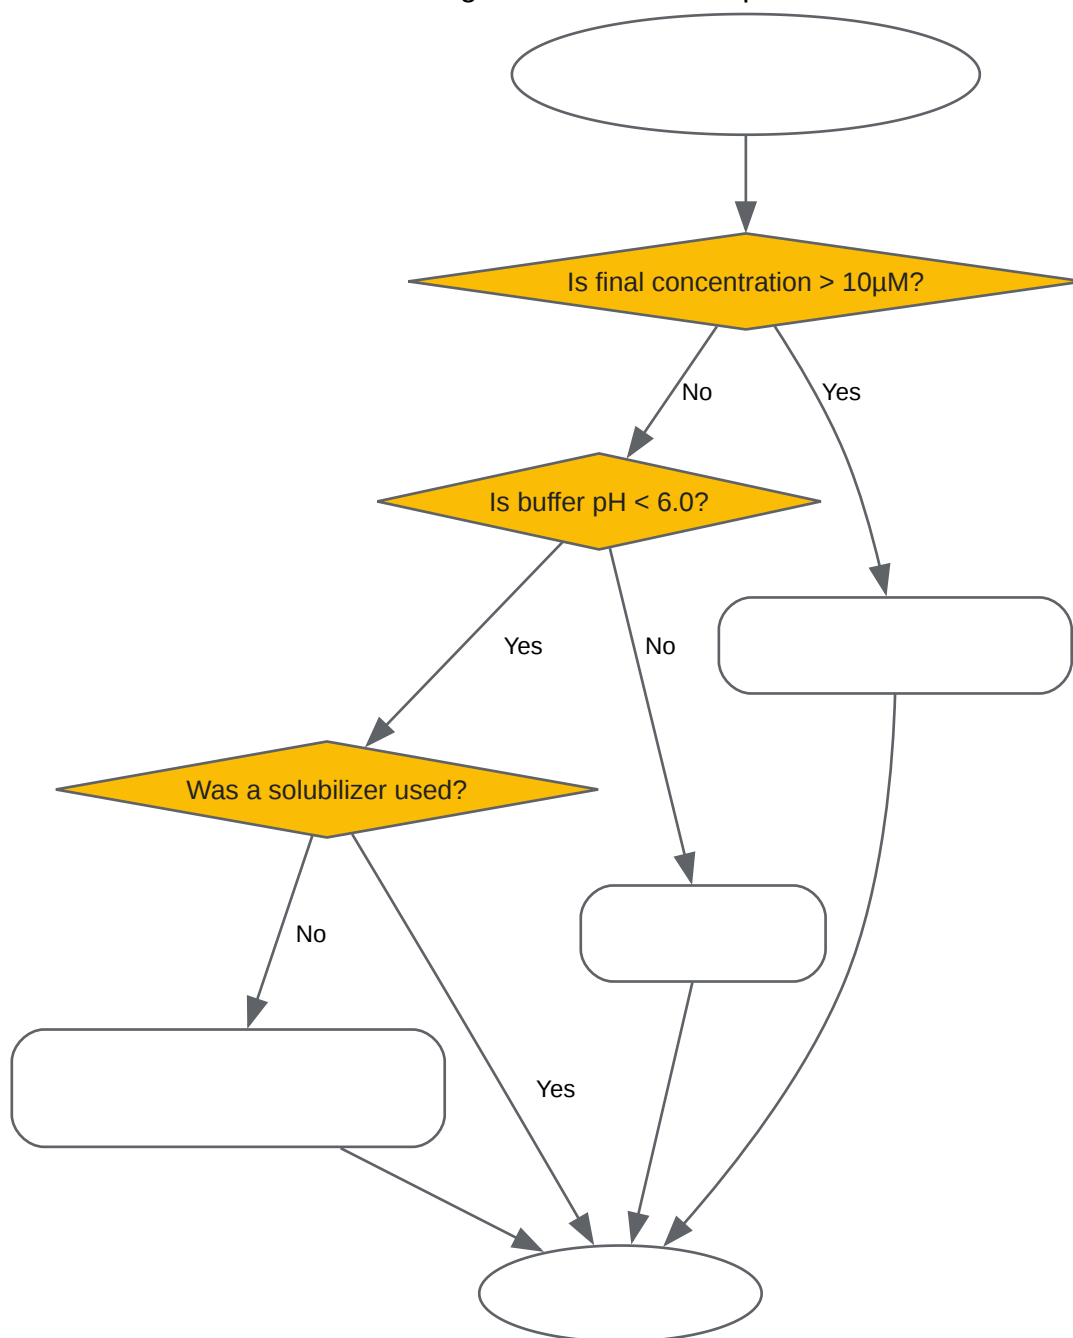 Is final concentration > 10µM?
No
Yes
Is buffer pH < 6.0?
Yes
No
Was a solubilizer used?
No
Yes